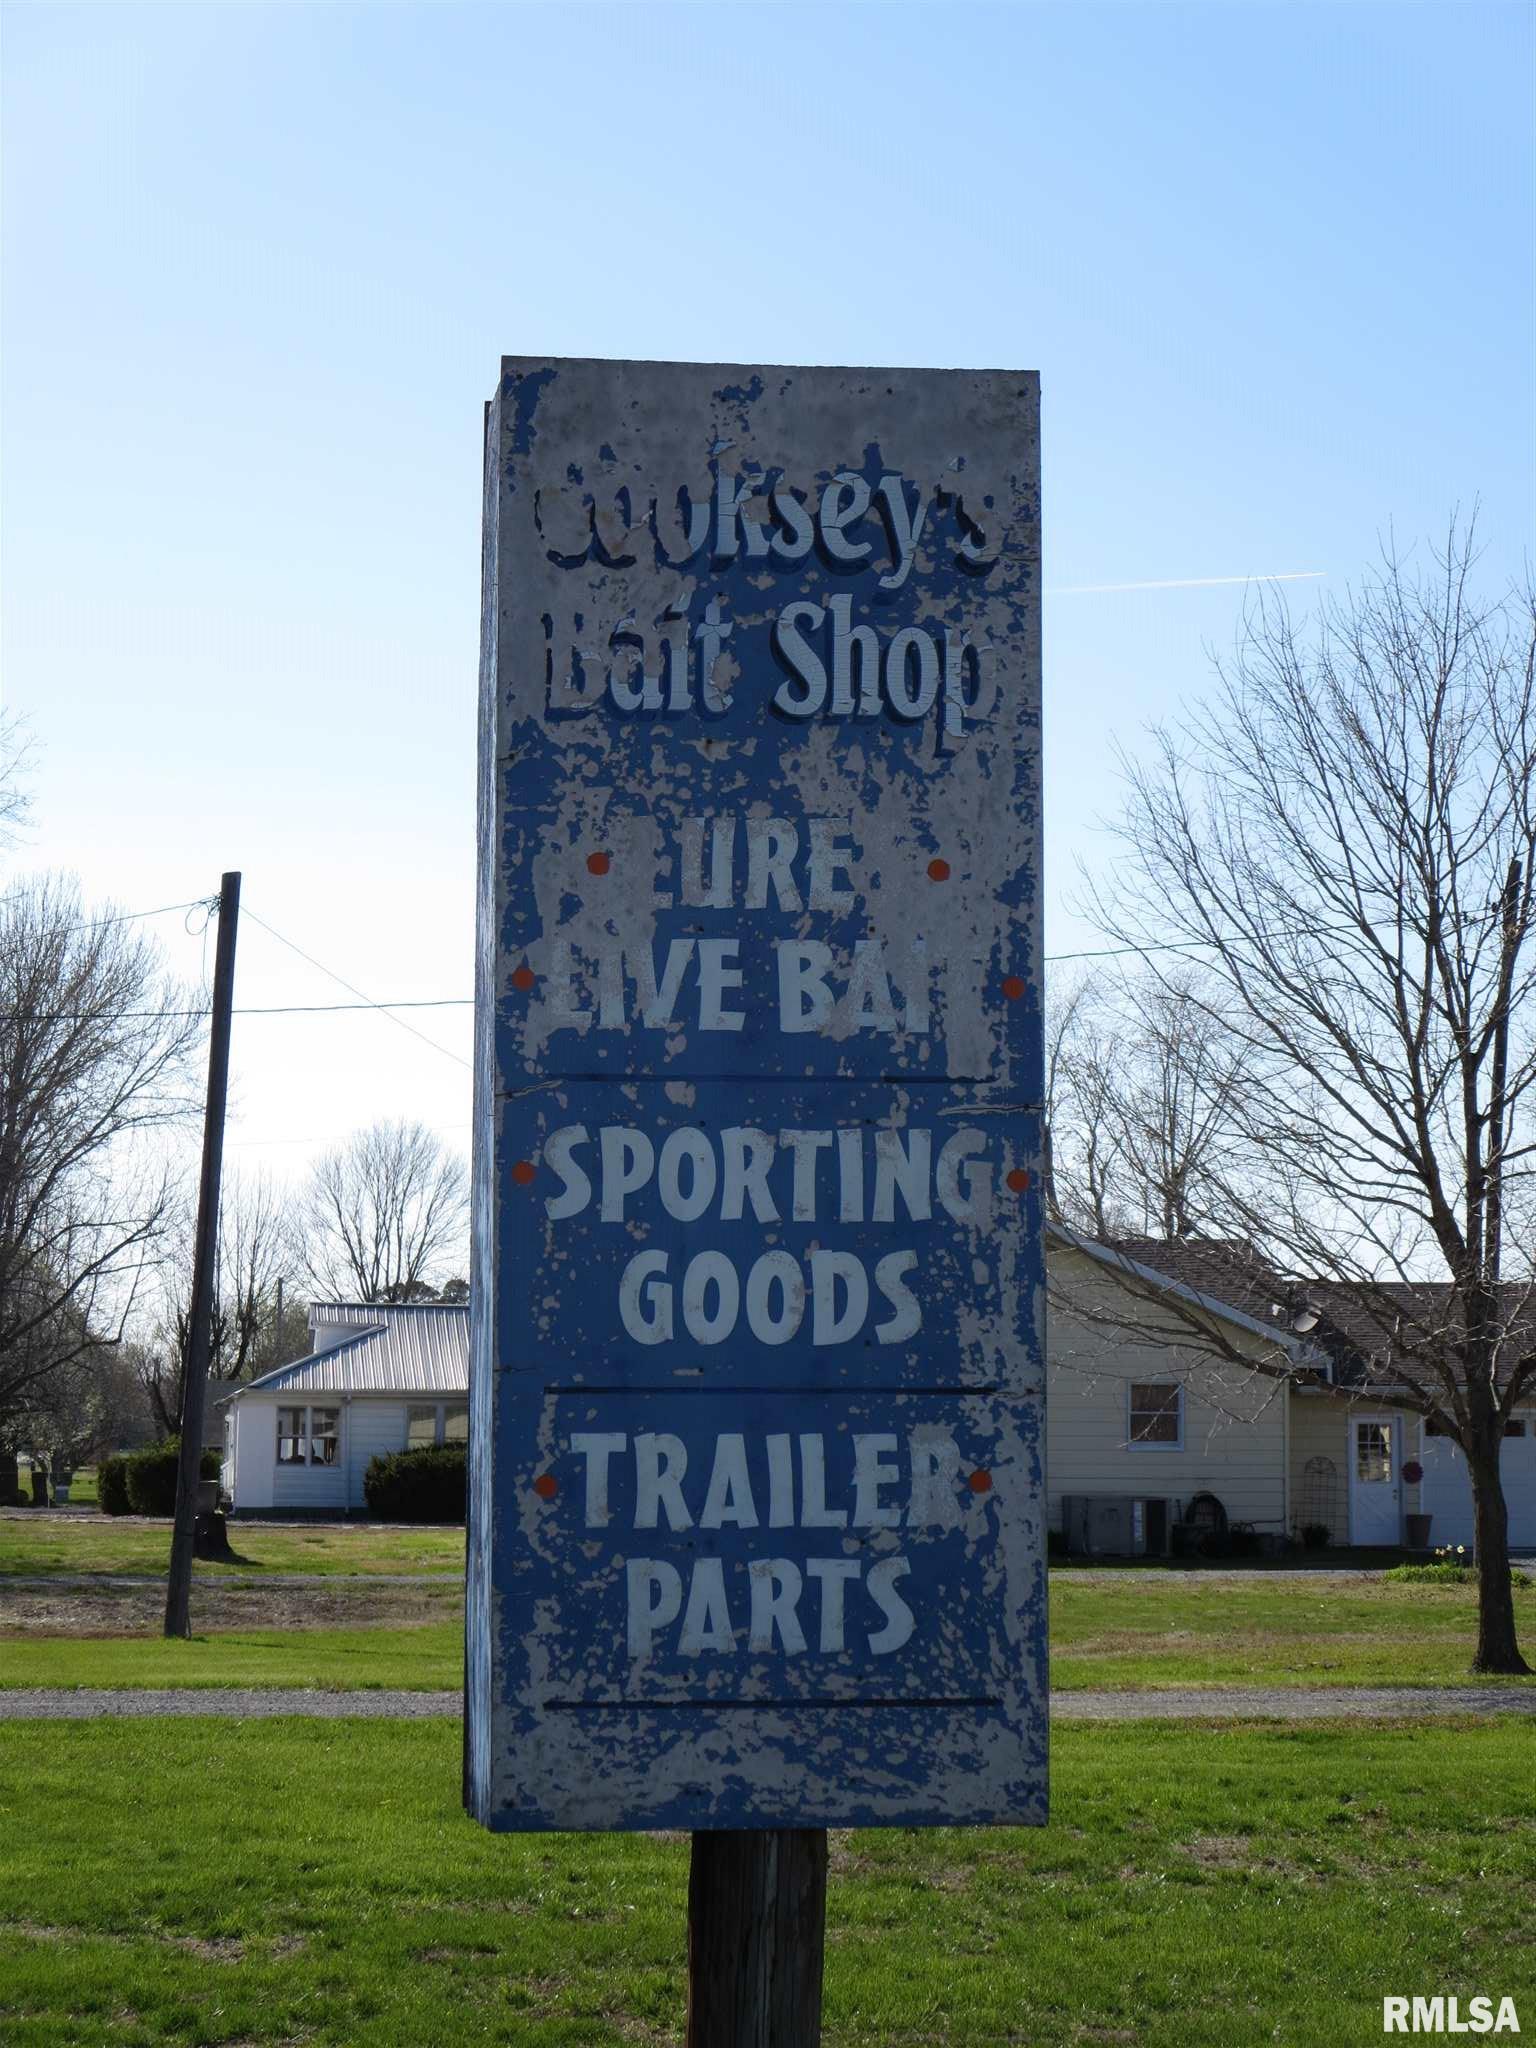 Cooksey's
Bait Shop
LURE
LIVE BAIT
SPORTING
GOODS
TRAILER
PARTS
RMLSA